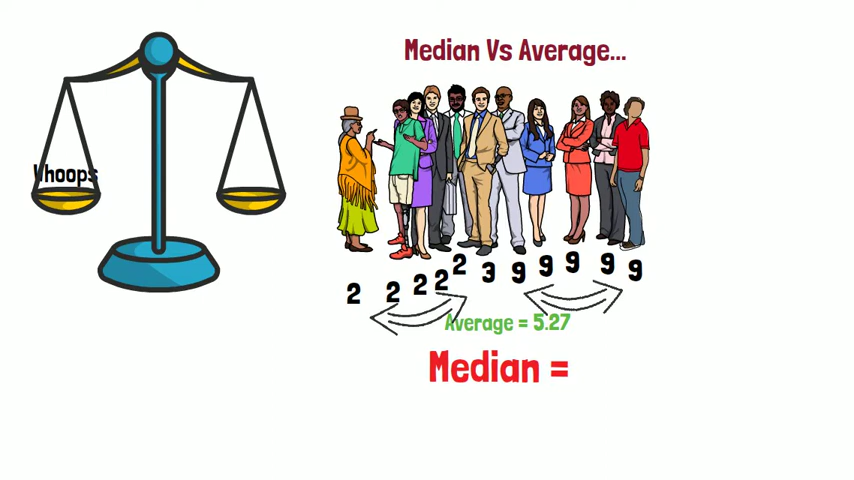 Median Vs Average...
Whoops
2 2 2 2 2 3 9 9 9 9 9
Average = 5.27
Median =